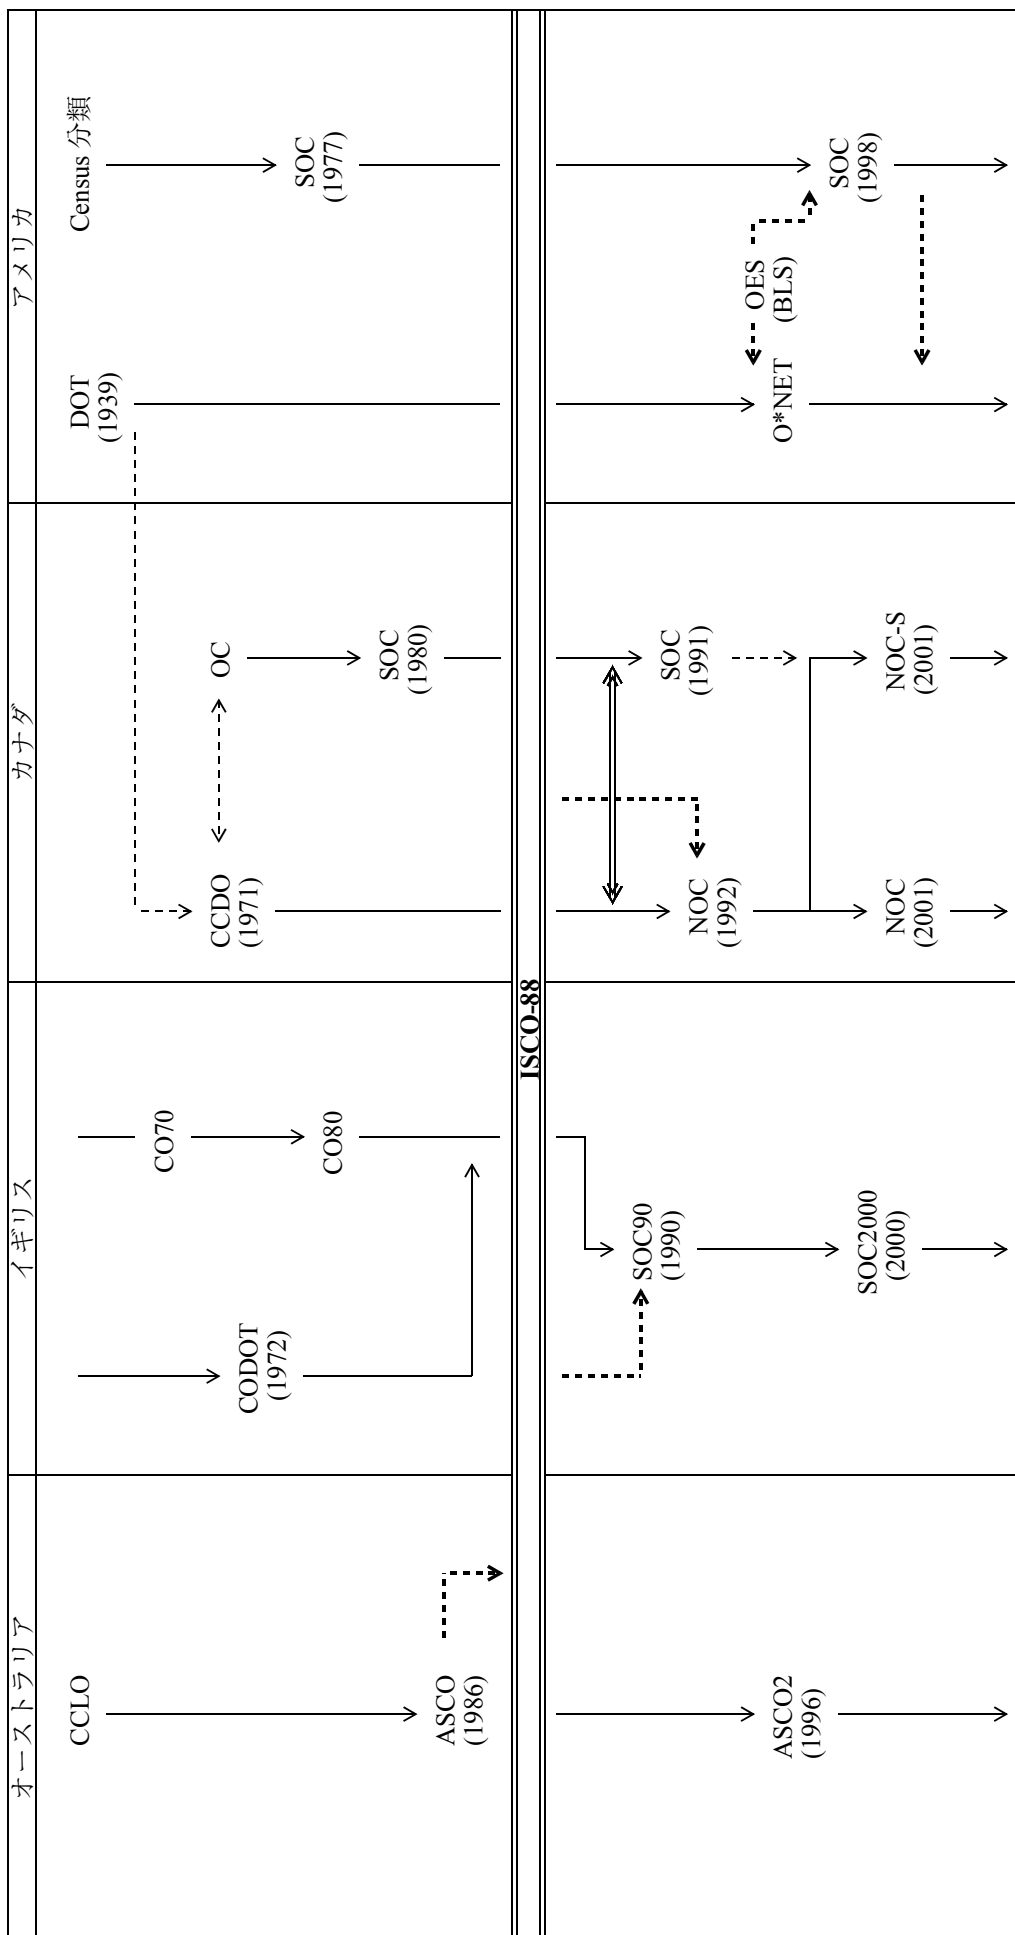 オーストラリア
イギリス
カナダ
アメリカ
CCLO
ASCO
(1986)
CODOT
(1972)
CO70
CO80
CCDO
(1971)
OC
SOC
(1980)
DOT
(1939)
Census 分類
SOC
(1977)
ISCO-88
ASCO2
(1996)
SOC90
(1990)
SOC2000
(2000)
NOC
(1992)
SOC
(1991)
NOC
(2001)
NOC-S
(2001)
O*NET
OES
(BLS)
SOC
(1998)